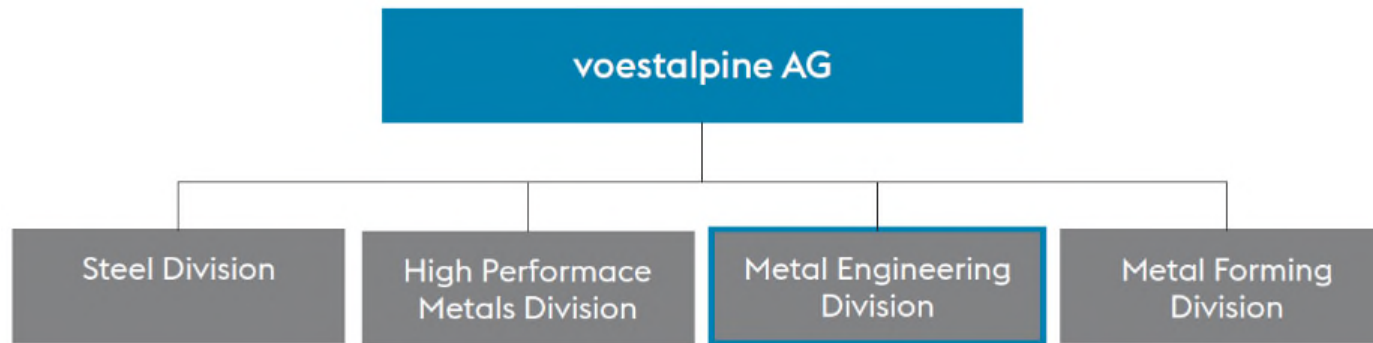 voestalpine AG
Steel Division
High Performace
Metals Division
Metal Engineering
Division
Metal Forming
Division